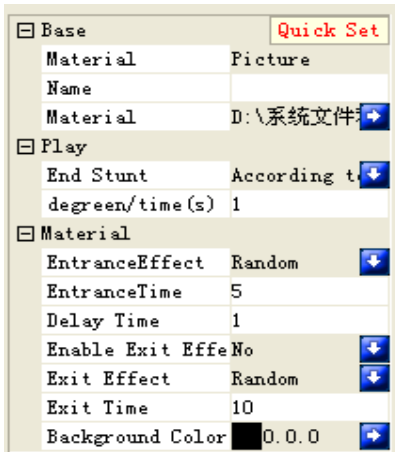 Base Quick Set
Material Picture
Name
Material D:\系统文件
Play
End Stunt According t
degreen/time(s) 1
Material
EntranceEffect Random
EntranceTime 5
Delay Time 1
Enable Exit Effe No
Exit Effect Random
Exit Time 10
Background Color 0.0.0